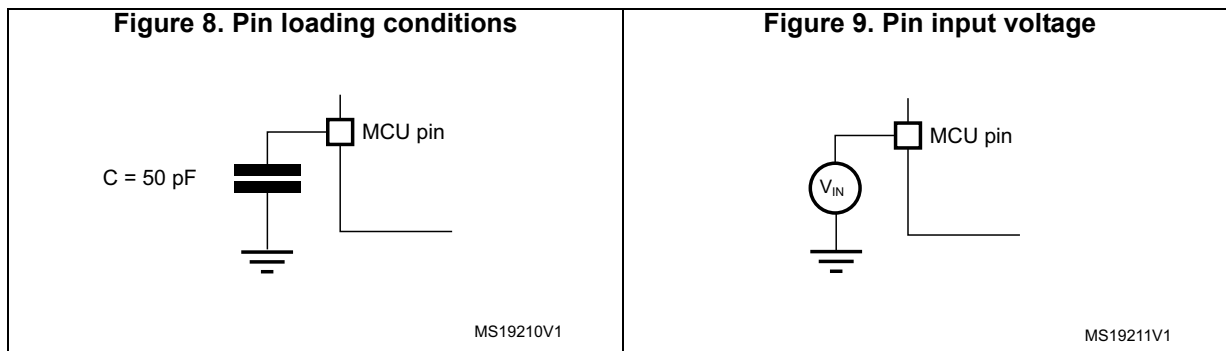 Figure 8. Pin loading conditions
MCU pin
C = 50 pF
MS19210V1
Figure 9. Pin input voltage
MCU pin
VIN
MS19211V1